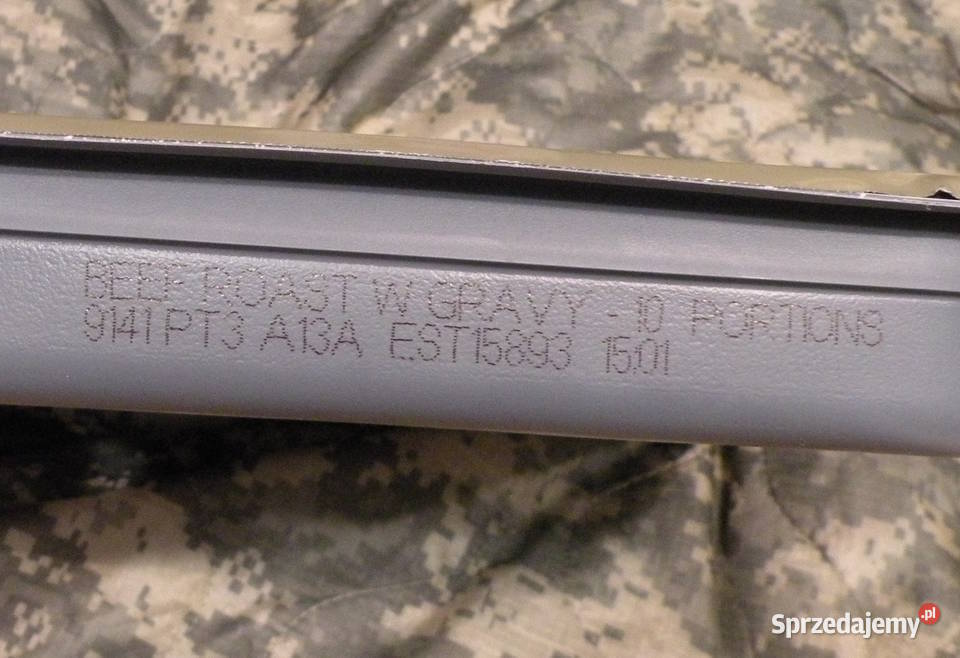 BEEF ROAST W GRAVY - 10 PORTIONS
9141 PT3 A13A EST15893 15:01
Sprzedajemy.pl